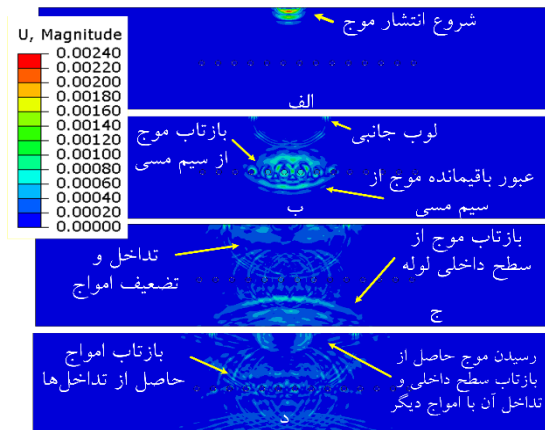 U, Magnitude
0.00240
0.00220
0.00200
0.00180
0.00160
0.00140
0.00120
0.00100
0.00080
0.00060
0.00040
0.00020
0.00000
شروع انتشار موج
الف
لوب جانبی
بازتاب موج
از سیم مسی
عبور باقیمانده موج از
سیم مسی
ب
بازتاب موج از
سطح داخلی لوله
تداخل و
تضعیف امواج
ج
رسیدن موج حاصل از
بازتاب سطح داخلی و
تداخل آن با امواج دیگر
بازتاب امواج
حاصل از تداخل‌ها
د